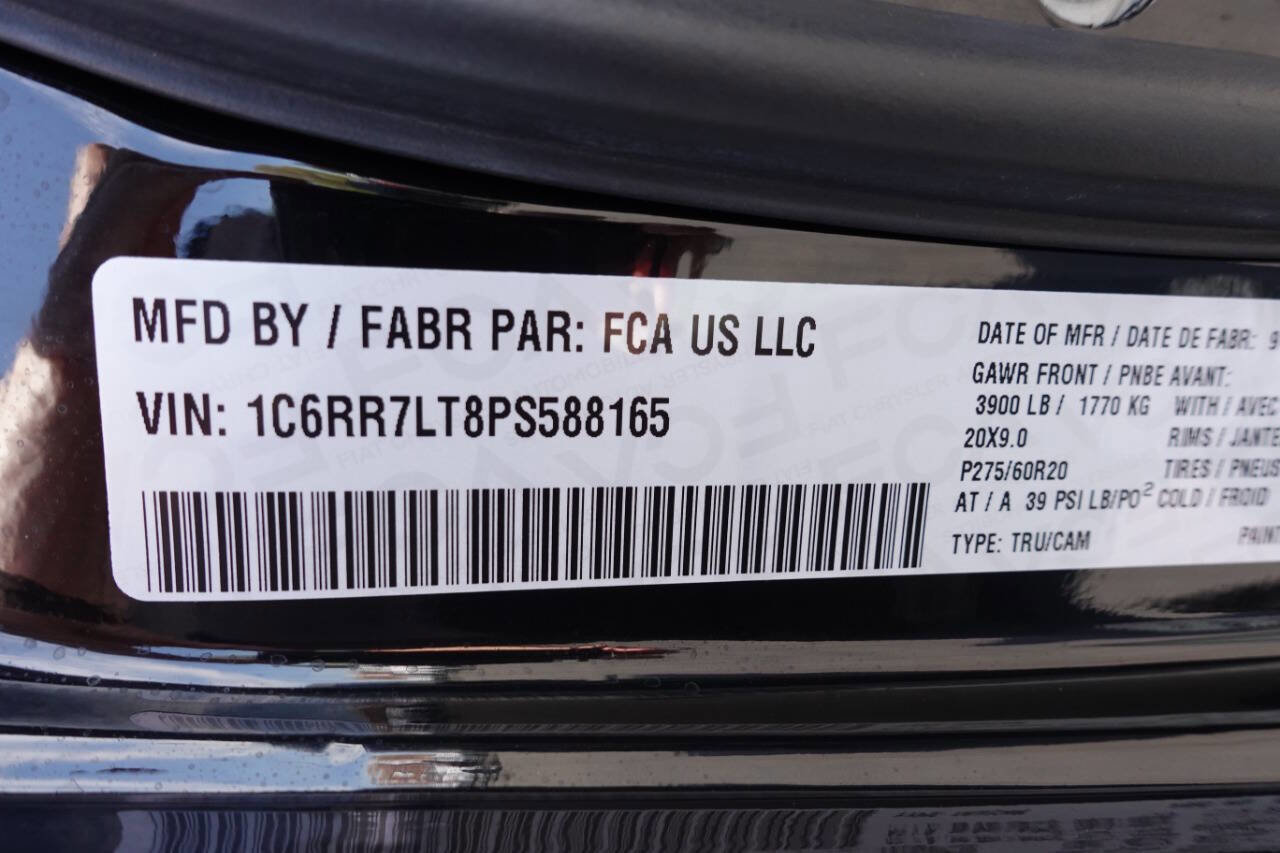 MFD BY / FABR PAR: FCA US LLC
VIN: 1C6RR7LT8PS588165
DATE OF MFR / DATE DE FABR: 9
GAWR FRONT / PNBE AVANT:
3900 LB / 1770 KG WITH / AVEC
20X9.0 RIMS / JANTE
P275/60R20 TIRES / PNEUS
AT / A 39 PSI LB/PO² COLD / FROID
TYPE: TRU/CAM PAINT